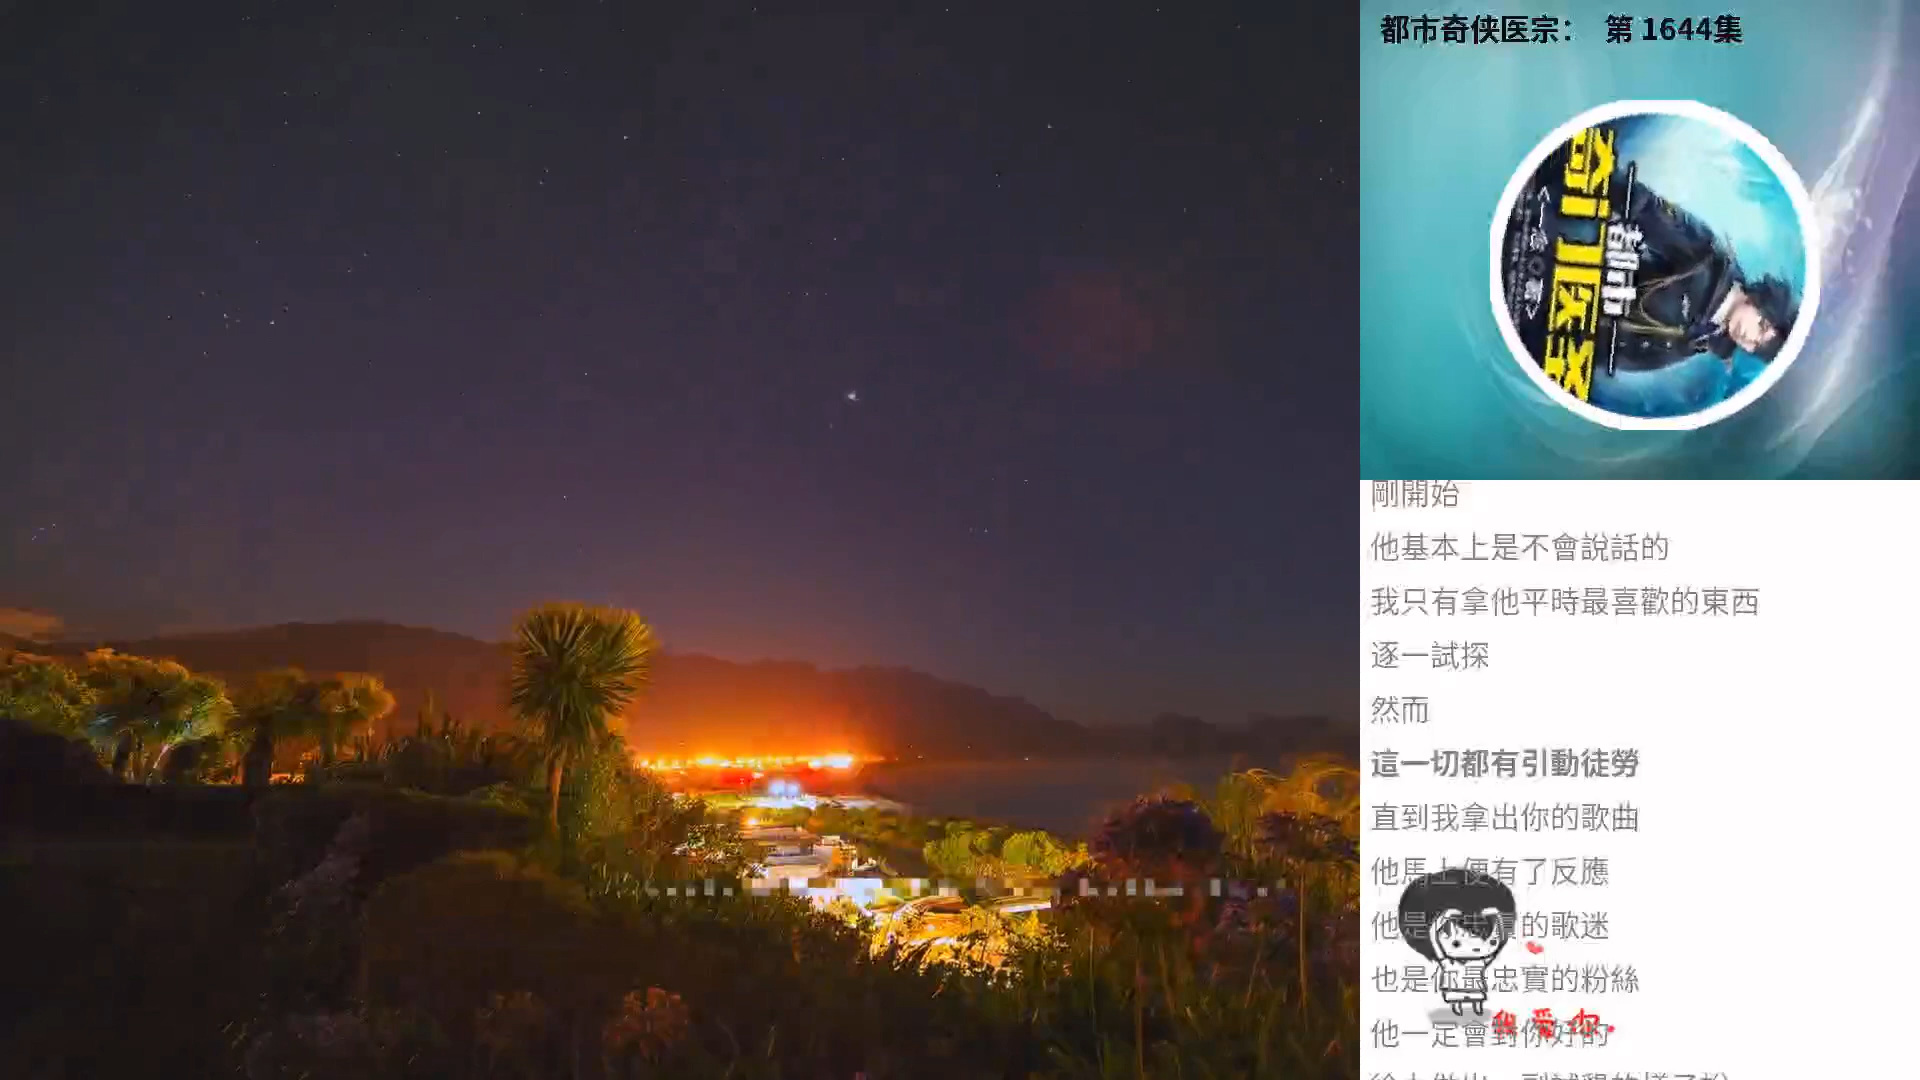 都市奇侠医宗： 第 1644集
奇门医圣
都市
剛開始
他基本上是不會說話的
我只有拿他平時最喜歡的東西
逐一試探
然而
這一切都有引動徒勞
直到我拿出你的歌曲
他馬上便有了反應
他是你忠實的歌迷
也是你最忠實的粉絲
他一定會對你好的
我爱你